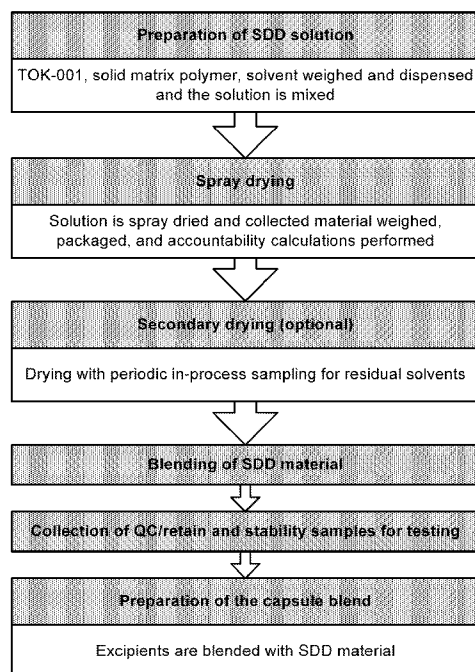 Preparation of SDD solution
TOK-001, solid matrix polymer, solvent weighed and dispensed
and the solution is mixed
Spray drying
Solution is spray dried and collected material weighed,
packaged, and accountability calculations performed
Secondary drying (optional)
Drying with periodic in-process sampling for residual solvents
Blending of SDD material
Collection of QC/retain and stability samples for testing
Preparation of the capsule blend
Excipients are blended with SDD material